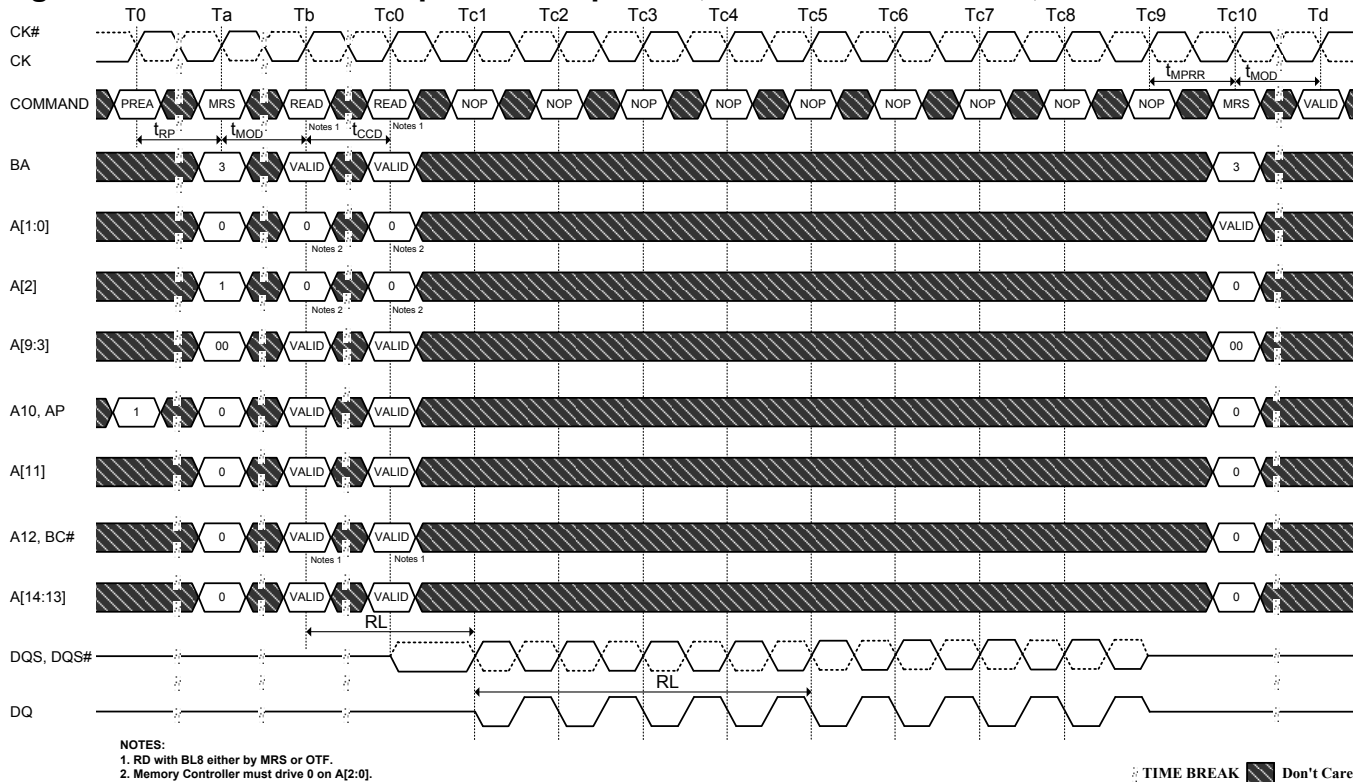 T0 Ta Tb Tc0 Tc1 Tc2 Tc3 Tc4 Tc5 Tc6 Tc7 Tc8 Tc9 Tc10 Td
CK#
CK
tMPRR tMOD
COMMAND PREA MRS READ READ NOP NOP NOP NOP NOP NOP NOP NOP NOP MRS VALID
Notes 1 Notes 1
tRP tMOD tCCD
BA 3 VALID VALID 3
A[1:0] 0 0 0 VALID
Notes 2 Notes 2
A[2] 1 0 0 0
Notes 2 Notes 2
A[9:3] 00 VALID VALID 00
A10, AP 1 0 VALID VALID 0
A[11] 0 VALID VALID 0
A12, BC# 0 VALID VALID 0
Notes 1 Notes 1
A[14:13] 0 VALID VALID 0
RL
DQS, DQS#
RL
DQ
NOTES:
1. RD with BL8 either by MRS or OTF.
2. Memory Controller must drive 0 on A[2:0].
TIME BREAK Don't Care